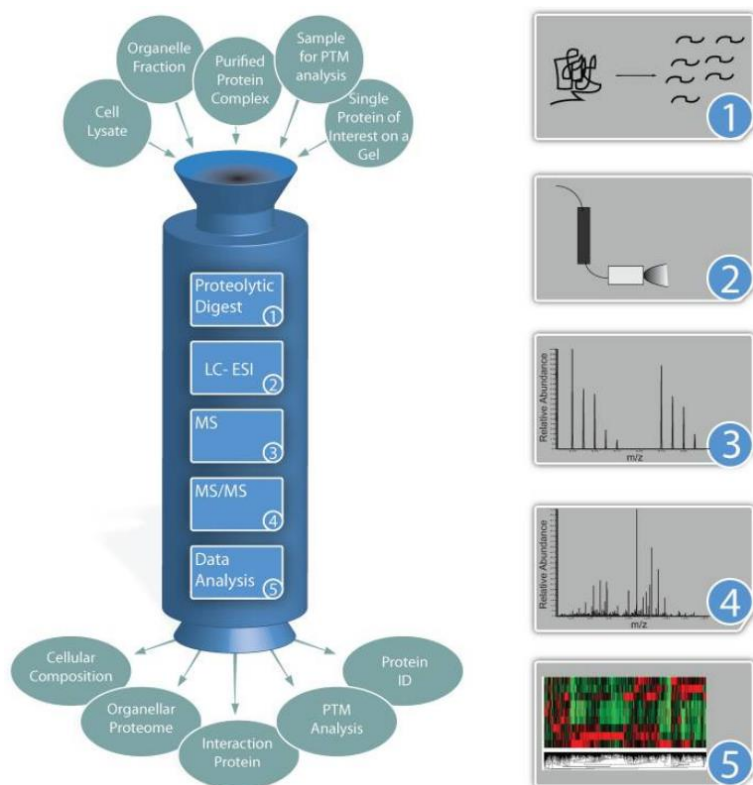 Cell
Lysate
Organelle
Fraction
Purified
Protein
Complex
Sample
for PTM
analysis
Single
Protein of
Interest on a
Gel
Proteolytic
Digest
1
LC- ESI
2
MS
3
MS/MS
4
Data
Analysis
5
Cellular
Composition
Organellar
Proteome
Interaction
Protein
PTM
Analysis
Protein
ID
1
2
Relative Abundance
m/z
3
Relative Abundance
m/z
4
5